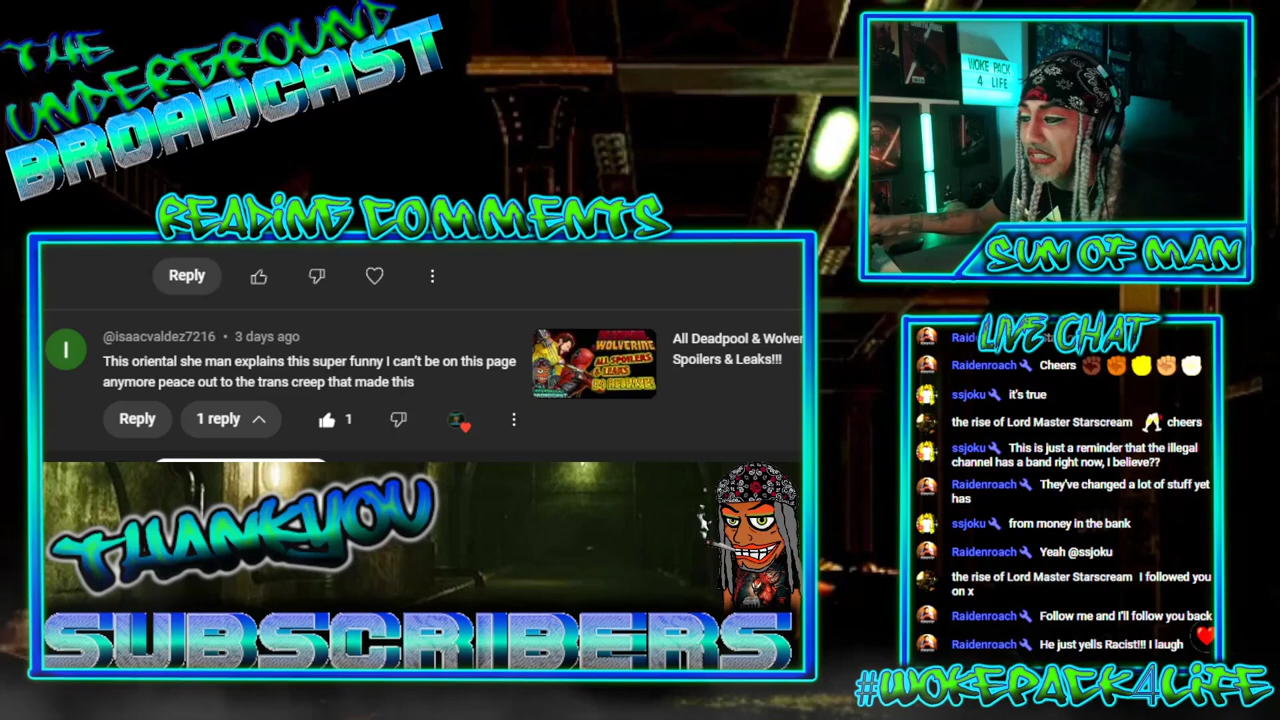 THE
UNDERGROUND
BROADCAST
READING COMMENTS
Reply
@isaacvaldez7216 • 3 days ago
This oriental she man explains this super funny I can't be on this page
anymore peace out to the trans creep that made this
Reply 1 reply 1
WOLVERINE
ALL SPOILERS
& LEAKS
All Deadpool & Wolver
Spoilers & Leaks!!!
THANKYOU
SUBSCRIBERS
WOKE PACK
4 LIFE
SUN OF MAN
LIVE CHAT
Raidenroach Cheers
ssjoku it's true
the rise of Lord Master Starscream cheers
ssjoku This is just a reminder that the illegal
channel has a band right now, I believe??
Raidenroach They've changed a lot of stuff yet
has
ssjoku from money in the bank
Raidenroach Yeah @ssjoku
the rise of Lord Master Starscream I followed you
on x
Raidenroach Follow me and I'll follow you back
Raidenroach He just yells Racist!!! I laugh
#WOKEPACK4LIFE